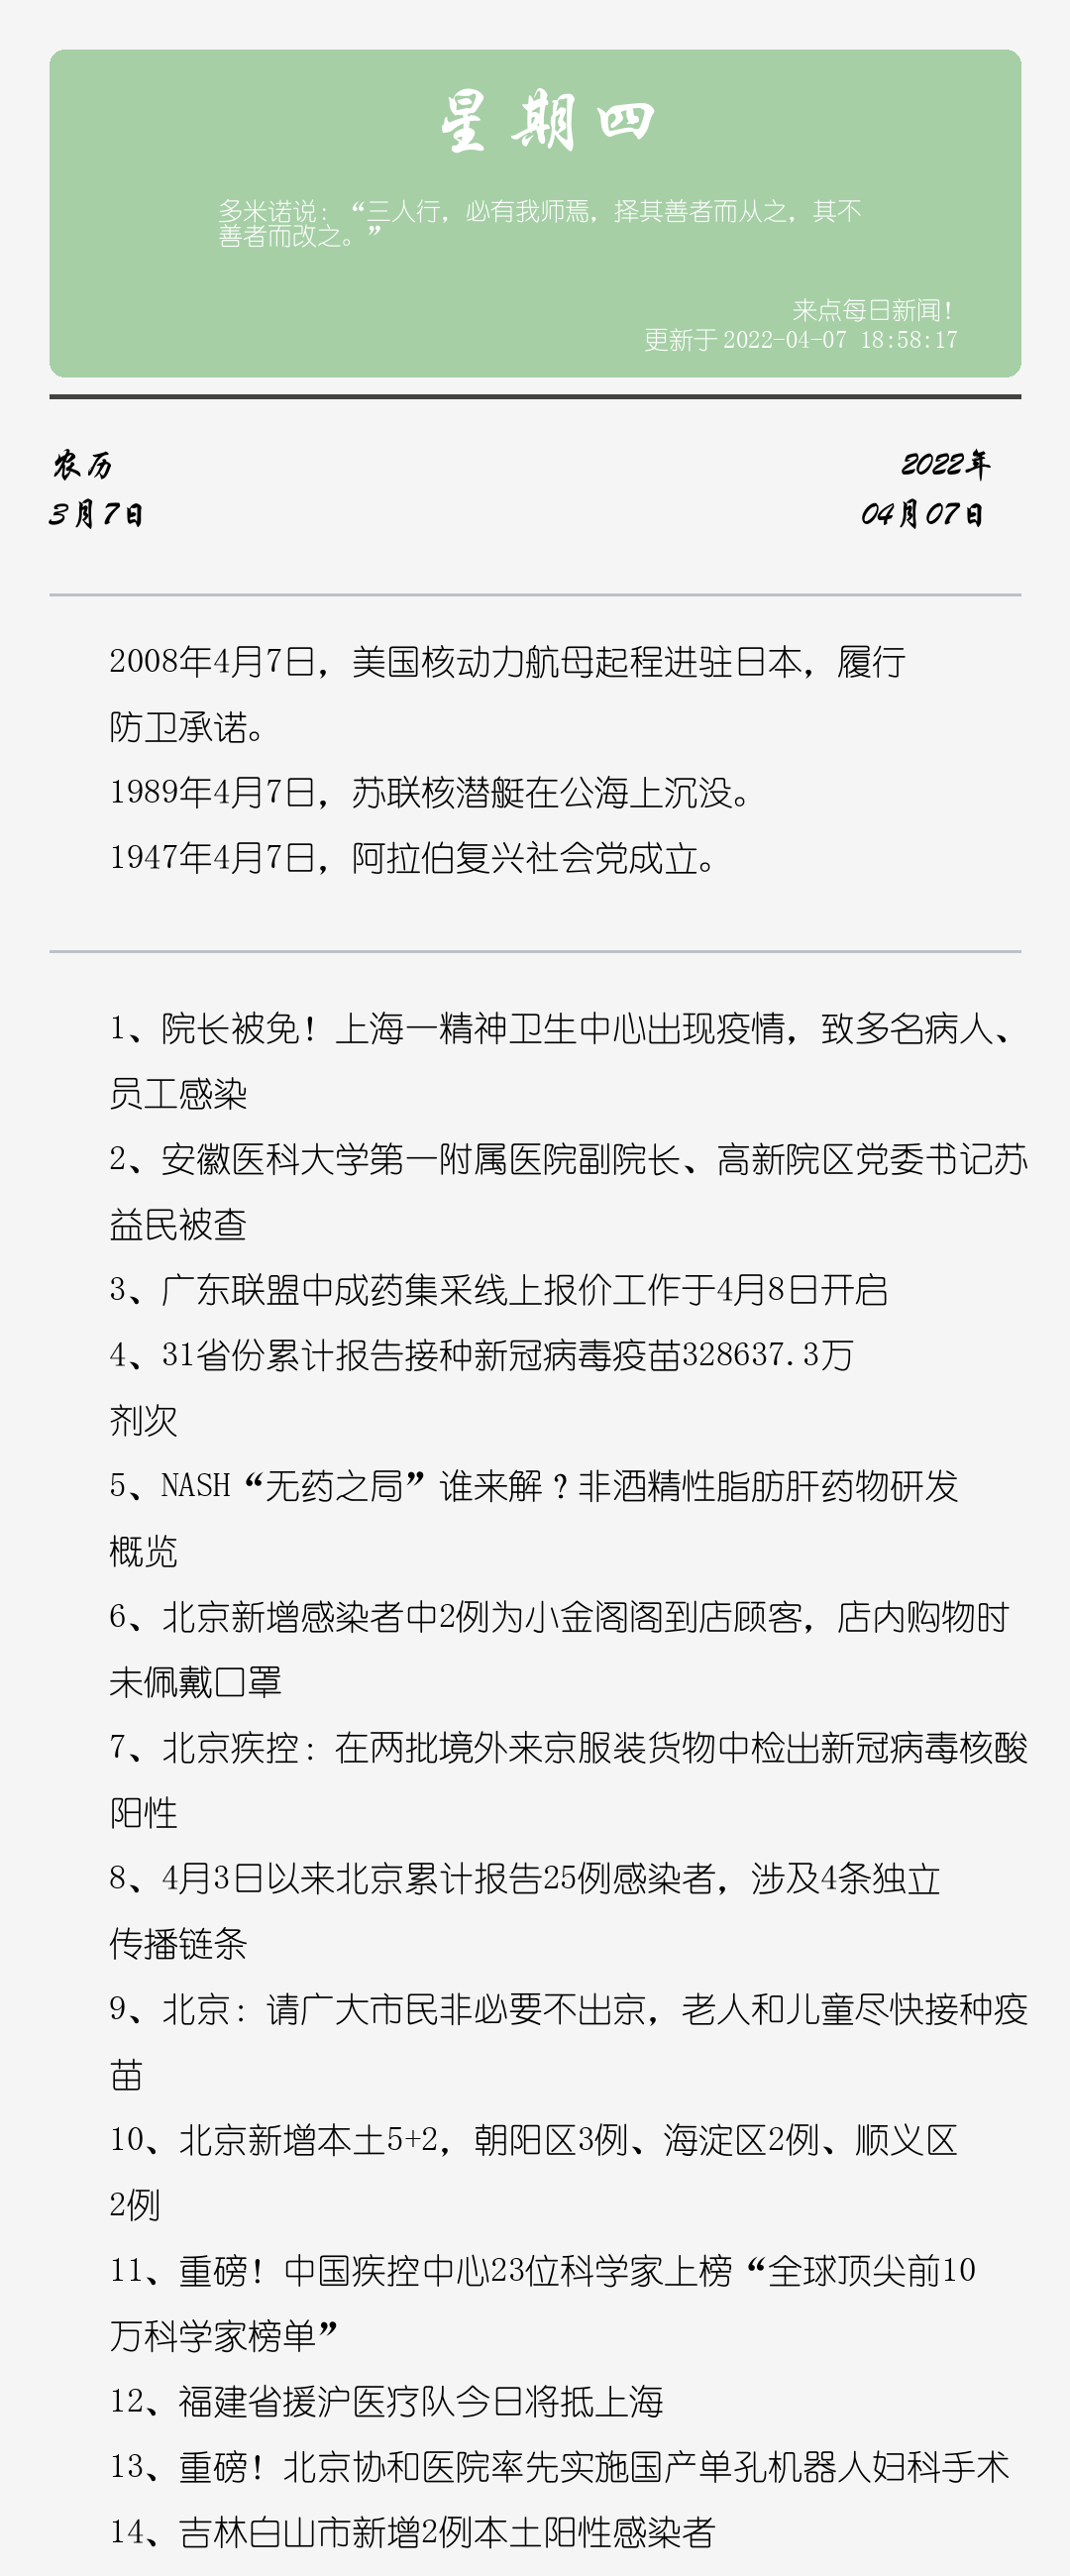 星期四
多米诺说：“三人行，必有我师焉，择其善者而从之，其不
善者而改之。”
来点每日新闻！
更新于 2022-04-07 18:58:17
农历
2022年
3月7日
04月07日
2008年4月7日，美国核动力航母起程进驻日本，履行
防卫承诺。
1989年4月7日，苏联核潜艇在公海上沉没。
1947年4月7日，阿拉伯复兴社会党成立。
1、院长被免！上海一精神卫生中心出现疫情，致多名病人、
员工感染
2、安徽医科大学第一附属医院副院长、高新院区党委书记苏
益民被查
3、广东联盟中成药集采线上报价工作于4月8日开启
4、31省份累计报告接种新冠病毒疫苗328637.3万
剂次
5、NASH“无药之局”谁来解？非酒精性脂肪肝药物研发
概览
6、北京新增感染者中2例为小金阁阁到店顾客，店内购物时
未佩戴口罩
7、北京疾控：在两批境外来京服装货物中检出新冠病毒核酸
阳性
8、4月3日以来北京累计报告25例感染者，涉及4条独立
传播链条
9、北京：请广大市民非必要不出京，老人和儿童尽快接种疫
苗
10、北京新增本土5+2，朝阳区3例、海淀区2例、顺义区
2例
11、重磅！中国疾控中心23位科学家上榜“全球顶尖前10
万科学家榜单”
12、福建省援沪医疗队今日将抵上海
13、重磅！北京协和医院率先实施国产单孔机器人妇科手术
14、吉林白山市新增2例本土阳性感染者